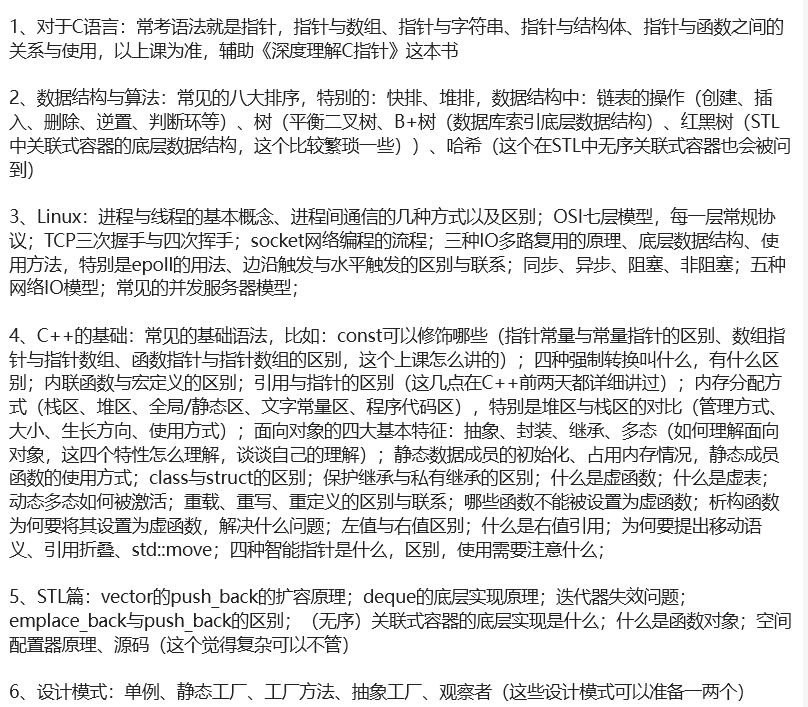 1、对于C语言：常考语法就是指针，指针与数组、指针与字符串、指针与结构体、指针与函数之间的
关系与使用，以上课为准，辅助《深度理解C指针》这本书
2、数据结构与算法：常见的八大排序，特别的：快排、堆排，数据结构中：链表的操作（创建、插
入、删除、逆置、判断环等）、树（平衡二叉树、B+树（数据库索引底层数据结构）、红黑树（STL
中关联式容器的底层数据结构，这个比较繁琐一些））、哈希（这个在STL中无序关联式容器也会被问
到）
3、Linux：进程与线程的基本概念、进程间通信的几种方式以及区别；OSI七层模型，每一层常规协
议；TCP三次握手与四次挥手；socket网络编程的流程；三种IO多路复用的原理、底层数据结构、使
用方法，特别是epoll的用法、边沿触发与水平触发的区别与联系；同步、异步、阻塞、非阻塞；五种
网络IO模型；常见的并发服务器模型；
4、C++的基础：常见的基础语法，比如：const可以修饰哪些（指针常量与常量指针的区别、数组指
针与指针数组、函数指针与指针数组的区别，这个上课怎么讲的）；四种强制转换叫什么，有什么区
别；内联函数与宏定义的区别；引用与指针的区别（这几点在C++前两天都详细讲过）；内存分配方
式（栈区、堆区、全局/静态区、文字常量区、程序代码区），特别是堆区与栈区的对比（管理方式、
大小、生长方向、使用方式）；面向对象的四大基本特征：抽象、封装、继承、多态（如何理解面向
对象，这四个特性怎么理解，谈谈自己的理解）；静态数据成员的初始化、占用内存情况，静态成员
函数的使用方式；class与struct的区别；保护继承与私有继承的区别；什么是虚函数；什么是虚表；
动态多态如何被激活；重载、重写、重定义的区别与联系；哪些函数不能被设置为虚函数；析构函数
为何要将其设置为虚函数，解决什么问题；左值与右值区别；什么是右值引用；为何要提出移动语
义、引用折叠、std::move；四种智能指针是什么，区别，使用需要注意什么；
5、STL篇：vector的push_back的扩容原理；deque的底层实现原理；迭代器失效问题；
emplace_back与push_back的区别；（无序）关联式容器的底层实现是什么；什么是函数对象；空间
配置器原理、源码（这个觉得复杂可以不管）
6、设计模式：单例、静态工厂、工厂方法、抽象工厂、观察者（这些设计模式可以准备一两个）